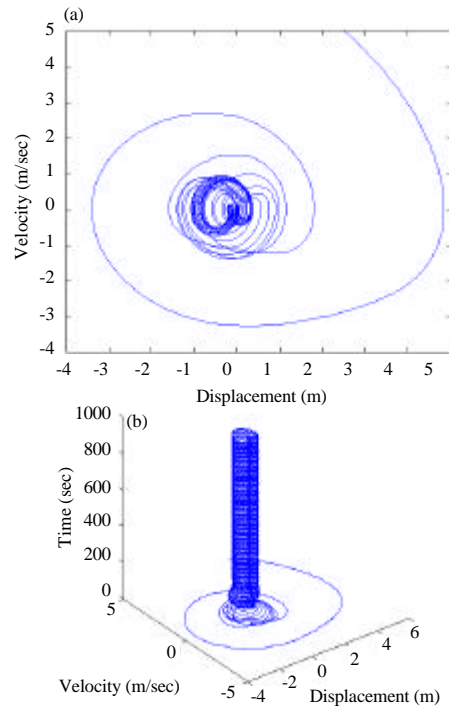 (a)
5
4
3
2
1
0
-1
-2
-3
-4
Velocity (m/sec)
-4 -3 -2 -1 0 1 2 3 4 5
Displacement (m)
(b)
1000
800
600
400
200
0
Time (sec)
5
0
-5
Velocity (m/sec)
-4 -2 0 2 4 6
Displacement (m)